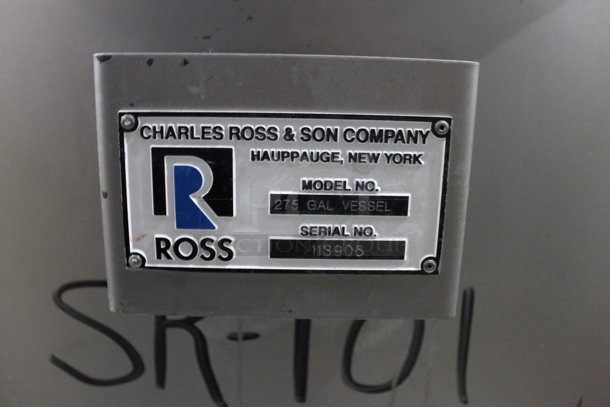 CHARLES ROSS & SON COMPANY
HAUPPAUGE, NEW YORK
R
MODEL NO.
275 GAL VESSEL
SERIAL NO.
113906
ROSS
SR-101